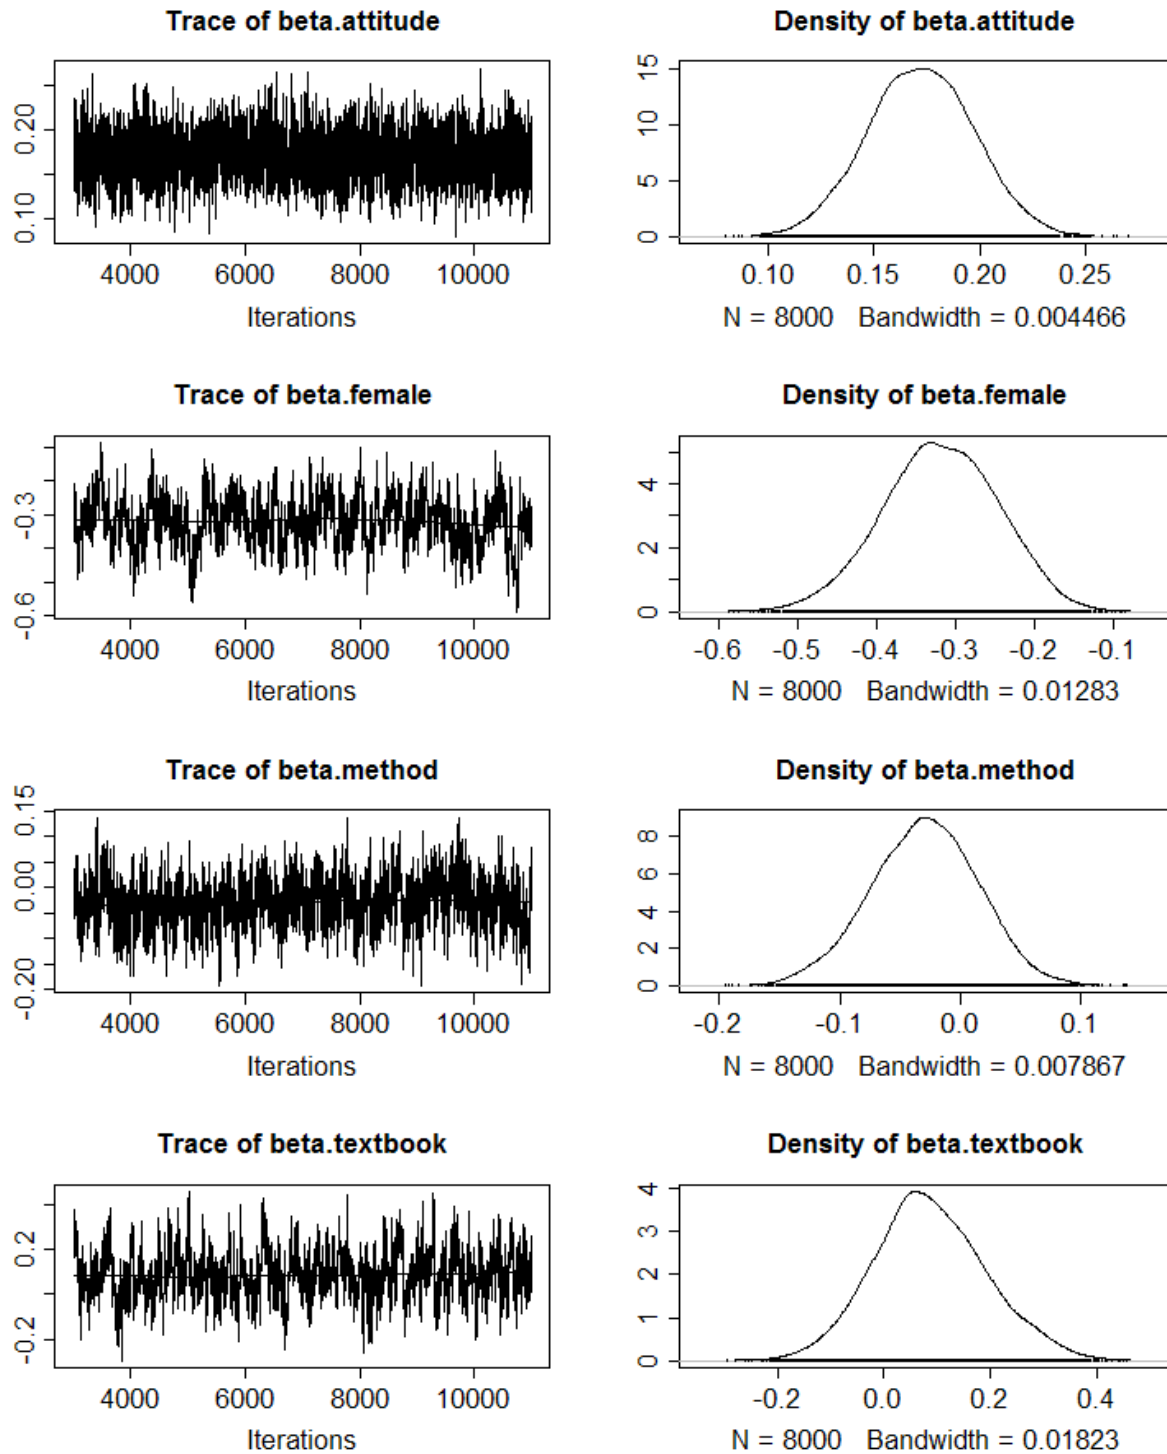 Trace of beta.attitude
0.10 0.20
4000 6000 8000 10000
Iterations
Density of beta.attitude
0 5 10 15
0.10 0.15 0.20 0.25
N = 8000 Bandwidth = 0.004466
Trace of beta.female
-0.6 -0.3
4000 6000 8000 10000
Iterations
Density of beta.female
0 2 4
-0.6 -0.5 -0.4 -0.3 -0.2 -0.1
N = 8000 Bandwidth = 0.01283
Trace of beta.method
-0.20 0.00 0.15
4000 6000 8000 10000
Iterations
Density of beta.method
0 2 4 6 8
-0.2 -0.1 0.0 0.1
N = 8000 Bandwidth = 0.007867
Trace of beta.textbook
-0.2 0.2
4000 6000 8000 10000
Iterations
Density of beta.textbook
0 1 2 3 4
-0.2 0.0 0.2 0.4
N = 8000 Bandwidth = 0.01823